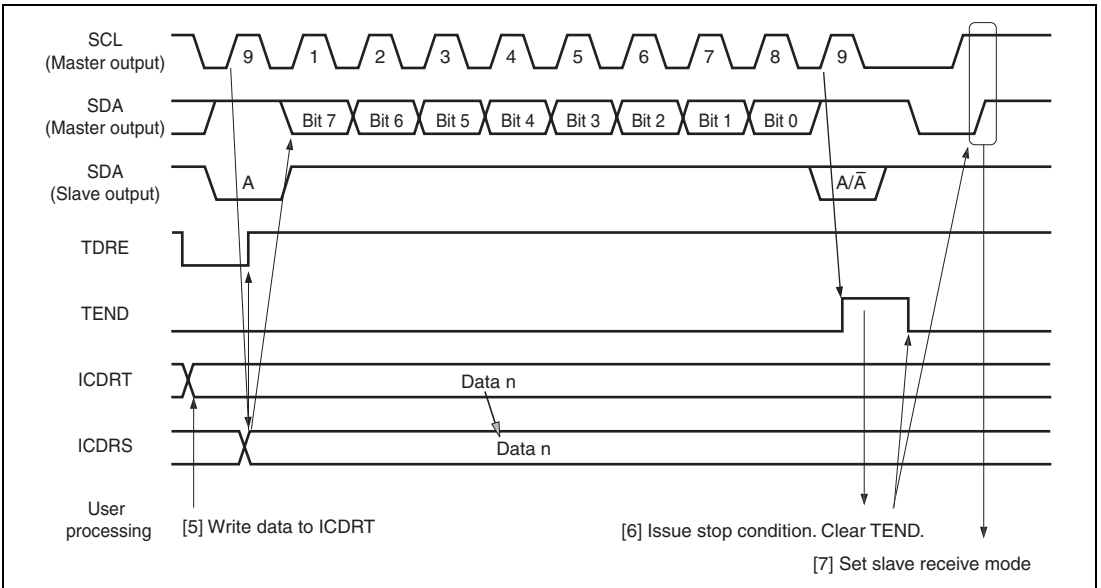 SCL
(Master output)
9 1 2 3 4 5 6 7 8 9
SDA
(Master output)
Bit 7 Bit 6 Bit 5 Bit 4 Bit 3 Bit 2 Bit 1 Bit 0
SDA
(Slave output)
A A/A̅
TDRE
TEND
ICDRT
Data n
ICDRS
Data n
User
processing
[5] Write data to ICDRT
[6] Issue stop condition. Clear TEND.
[7] Set slave receive mode